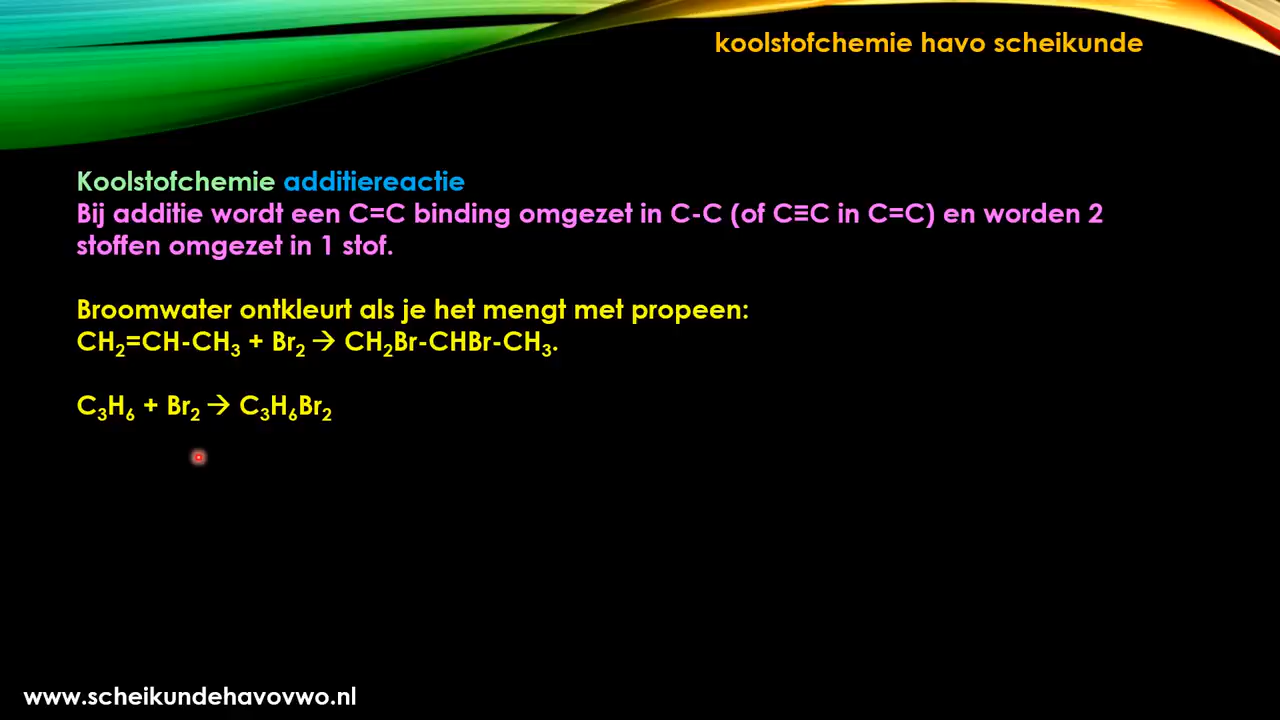 koolstofchemie havo scheikunde
Koolstofchemie additiereactie
Bij additie wordt een C=C binding omgezet in C-C (of C≡C in C=C) en worden 2
stoffen omgezet in 1 stof.
Broomwater ontkleurt als je het mengt met propeen:
CH₂=CH-CH₃ + Br₂ → CH₂Br-CHBr-CH₃.
C₃H₆ + Br₂ → C₃H₆Br₂
www.scheikundehavovwo.nl